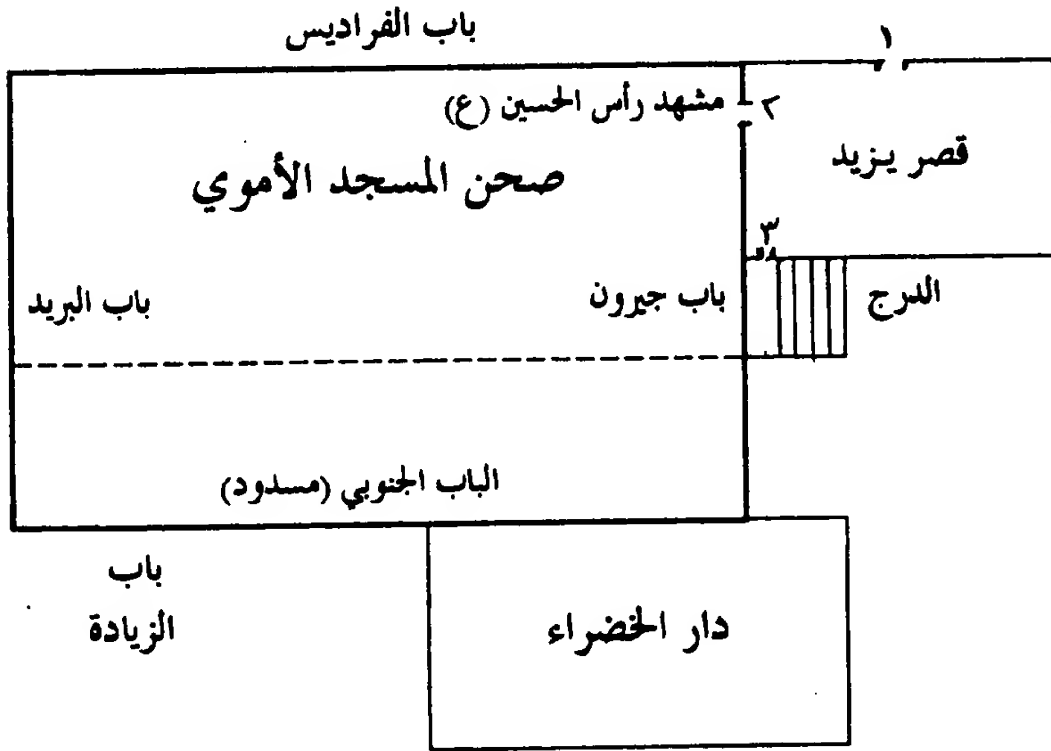 باب الفراديس
١
مشهد رأس الحسين (ع)
٢
قصر يزيد
صحن المسجد الأموي
٣
باب البريد
باب جيرون
الدرج
الباب الجنوبي (مسدود)
باب
الزيادة
دار الخضراء